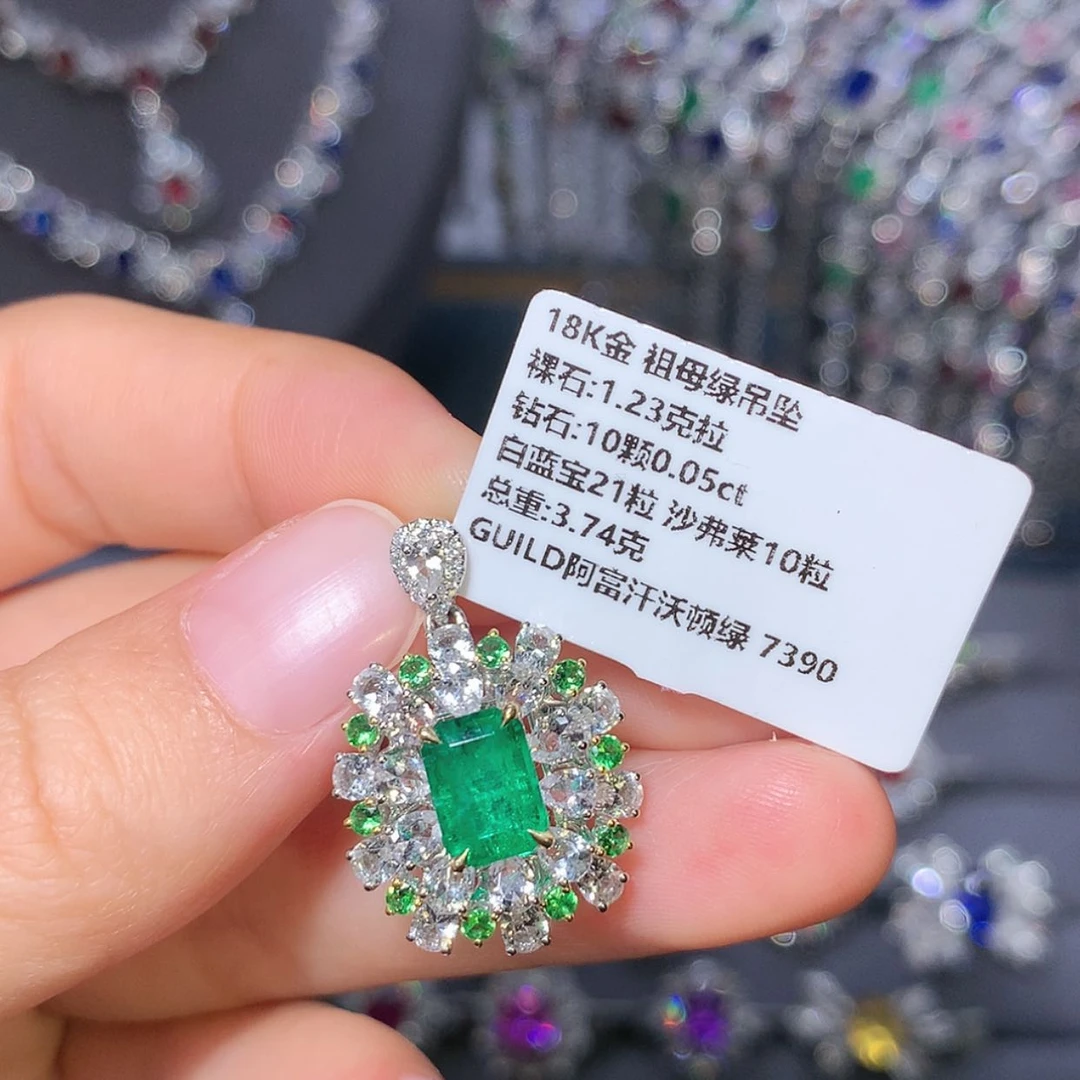 18K金 祖母绿吊坠
裸石:1.23克拉
钻石:10颗0.05ct
白蓝宝21粒 沙弗莱10粒
总重:3.74克
GUILD阿富汗沃顿绿 7390